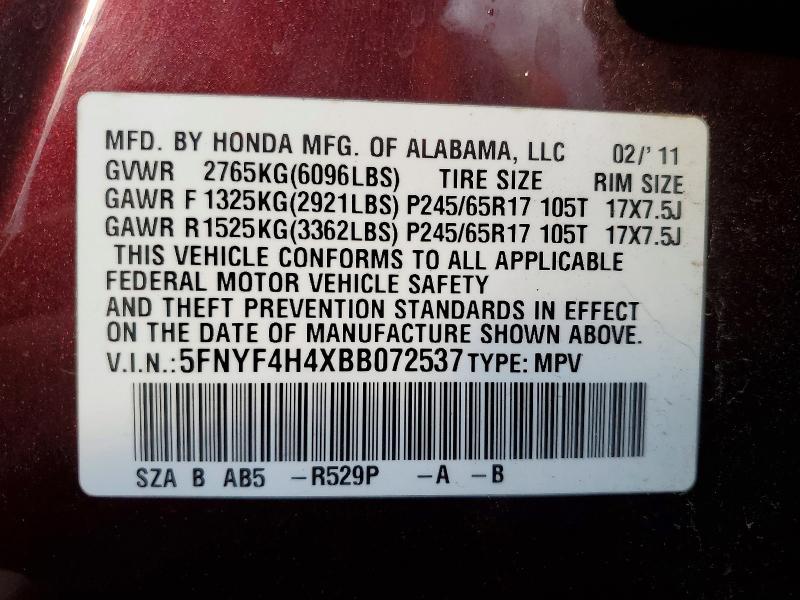 MFD. BY HONDA MFG. OF ALABAMA, LLC 02/'11
GVWR 2765KG(6096LBS) TIRE SIZE RIM SIZE
GAWR F 1325KG(2921LBS) P245/65R17 105T 17X7.5J
GAWR R 1525KG(3362LBS) P245/65R17 105T 17X7.5J
THIS VEHICLE CONFORMS TO ALL APPLICABLE
FEDERAL MOTOR VEHICLE SAFETY
AND THEFT PREVENTION STANDARDS IN EFFECT
ON THE DATE OF MANUFACTURE SHOWN ABOVE.
V.I.N.: 5FNYF4H4XBB072537 TYPE: MPV
SZA B AB5 -R529P -A -B